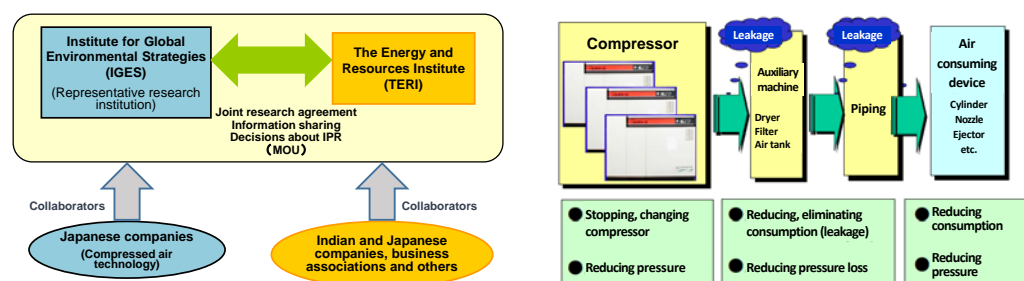 Institute for Global
Environmental Strategies
(IGES)
(Representative research
institution)
The Energy and
Resources Institute
(TERI)
Joint research agreement
Information sharing
Decisions about IPR
（MOU）
Collaborators
Collaborators
Japanese companies
(Compressed air
technology)
Indian and Japanese
companies, business
associations and others
Compressor
Leakage
Auxiliary
machine
Dryer
Filter
Air tank
Leakage
Piping
Air
consuming
device
Cylinder
Nozzle
Ejector
etc.
● Stopping, changing
compressor
● Reducing pressure
● Reducing, eliminating
consumption (leakage)
● Reducing pressure loss
● Reducing
consumption
● Reducing
pressure